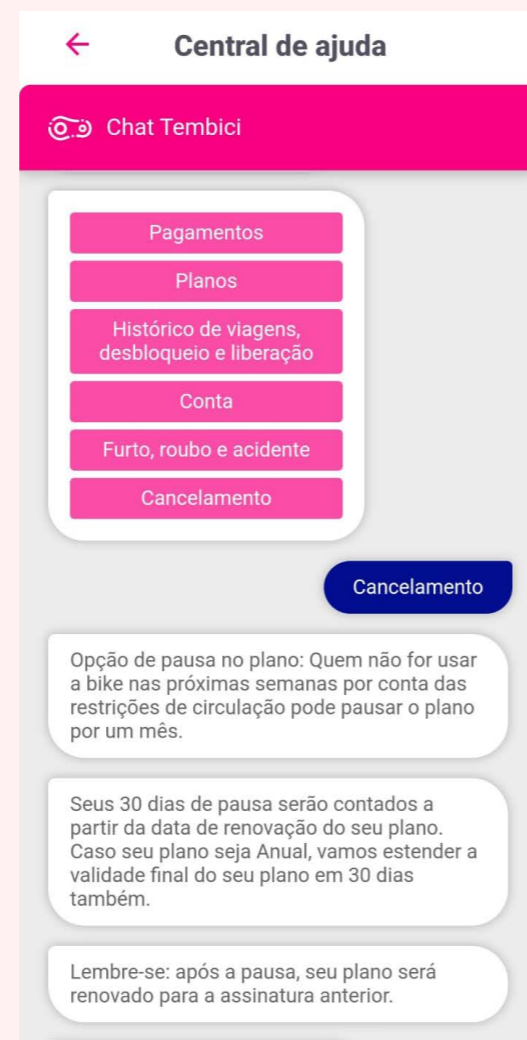 Central de ajuda
Chat Tembici
Pagamentos
Planos
Histórico de viagens,
desbloqueio e liberação
Conta
Furto, roubo e acidente
Cancelamento
Cancelamento
Opção de pausa no plano: Quem não for usar
a bike nas próximas semanas por conta das
restrições de circulação pode pausar o plano
por um mês.
Seus 30 dias de pausa serão contados a
partir da data de renovação do seu plano.
Caso seu plano seja Anual, vamos estender a
validade final do seu plano em 30 dias
também.
Lembre-se: após a pausa, seu plano será
renovado para a assinatura anterior.